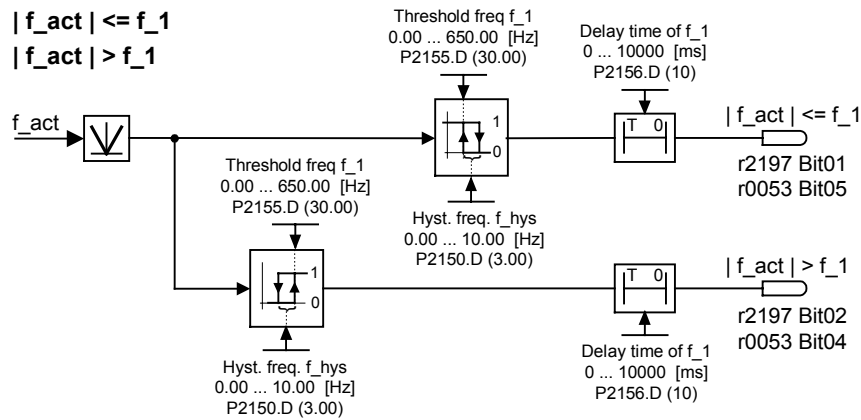 | f_act | <= f_1
| f_act | > f_1
Threshold freq f_1
0.00 ... 650.00 [Hz]
P2155.D (30.00)
Delay time of f_1
0 ... 10000 [ms]
P2156.D (10)
f_act
1
0
T 0
| f_act | <= f_1
r2197 Bit01
r0053 Bit05
Hyst. freq. f_hys
0.00 ... 10.00 [Hz]
P2150.D (3.00)
Threshold freq f_1
0.00 ... 650.00 [Hz]
P2155.D (30.00)
1
0
T 0
| f_act | > f_1
r2197 Bit02
r0053 Bit04
Hyst. freq. f_hys
0.00 ... 10.00 [Hz]
P2150.D (3.00)
Delay time of f_1
0 ... 10000 [ms]
P2156.D (10)